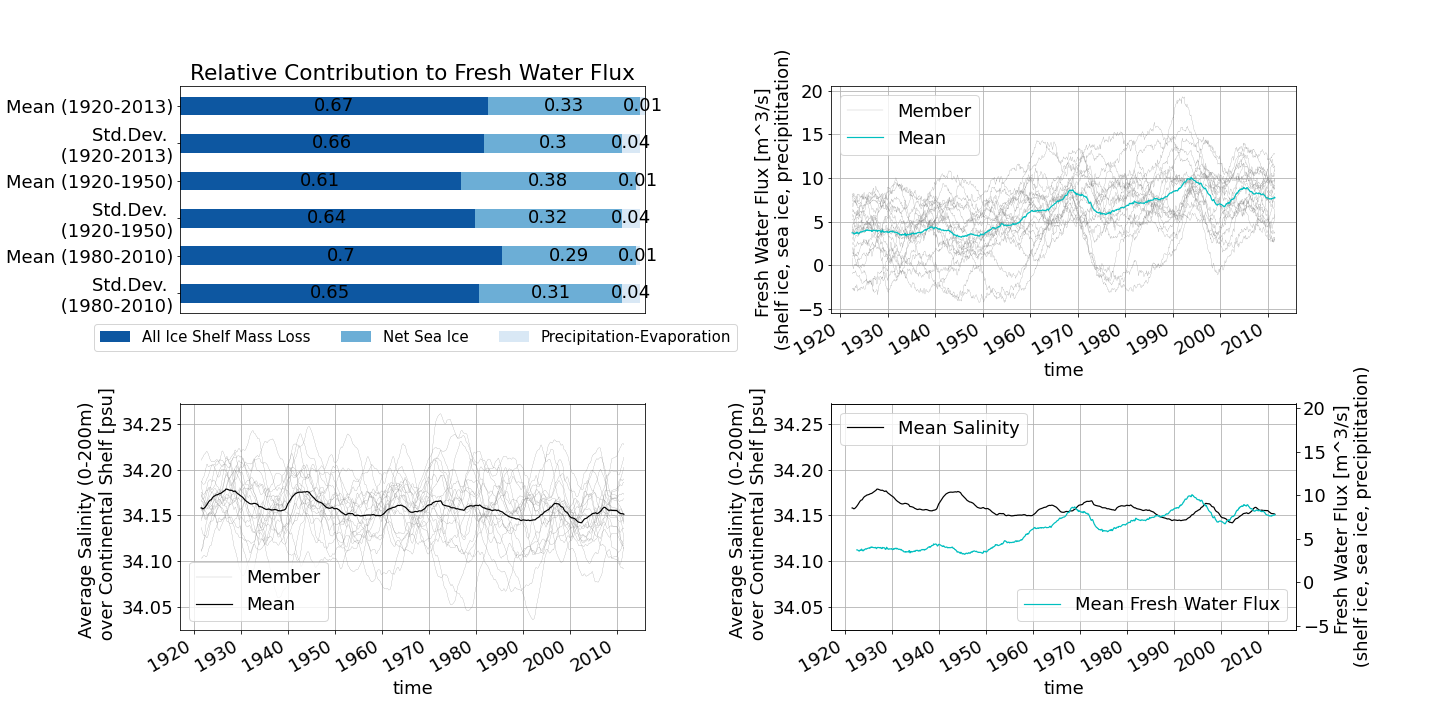 Relative Contribution to Fresh Water Flux
Mean (1920-2013)
0.67 0.33 0.01
Std.Dev.
(1920-2013)
0.66 0.3 0.04
Mean (1920-1950)
0.61 0.38 0.01
Std.Dev.
(1920-1950)
0.64 0.32 0.04
Mean (1980-2010)
0.7 0.29 0.01
Std.Dev.
(1980-2010)
0.65 0.31 0.04
All Ice Shelf Mass Loss Net Sea Ice Precipitation-Evaporation
Fresh Water Flux [m^3/s]
(shelf ice, sea ice, precipititation)
20
15
10
5
0
−5
Member
Mean
1920 1930 1940 1950 1960 1970 1980 1990 2000 2010
time
Average Salinity (0-200m)
over Continental Shelf [psu]
34.25
34.20
34.15
34.10
34.05
Member
Mean
1920 1930 1940 1950 1960 1970 1980 1990 2000 2010
time
Average Salinity (0-200m)
over Continental Shelf [psu]
34.25
34.20
34.15
34.10
34.05
Mean Salinity
Mean Fresh Water Flux
20
15
10
5
0
−5
Fresh Water Flux [m^3/s]
(shelf ice, sea ice, precipititation)
1920 1930 1940 1950 1960 1970 1980 1990 2000 2010
time